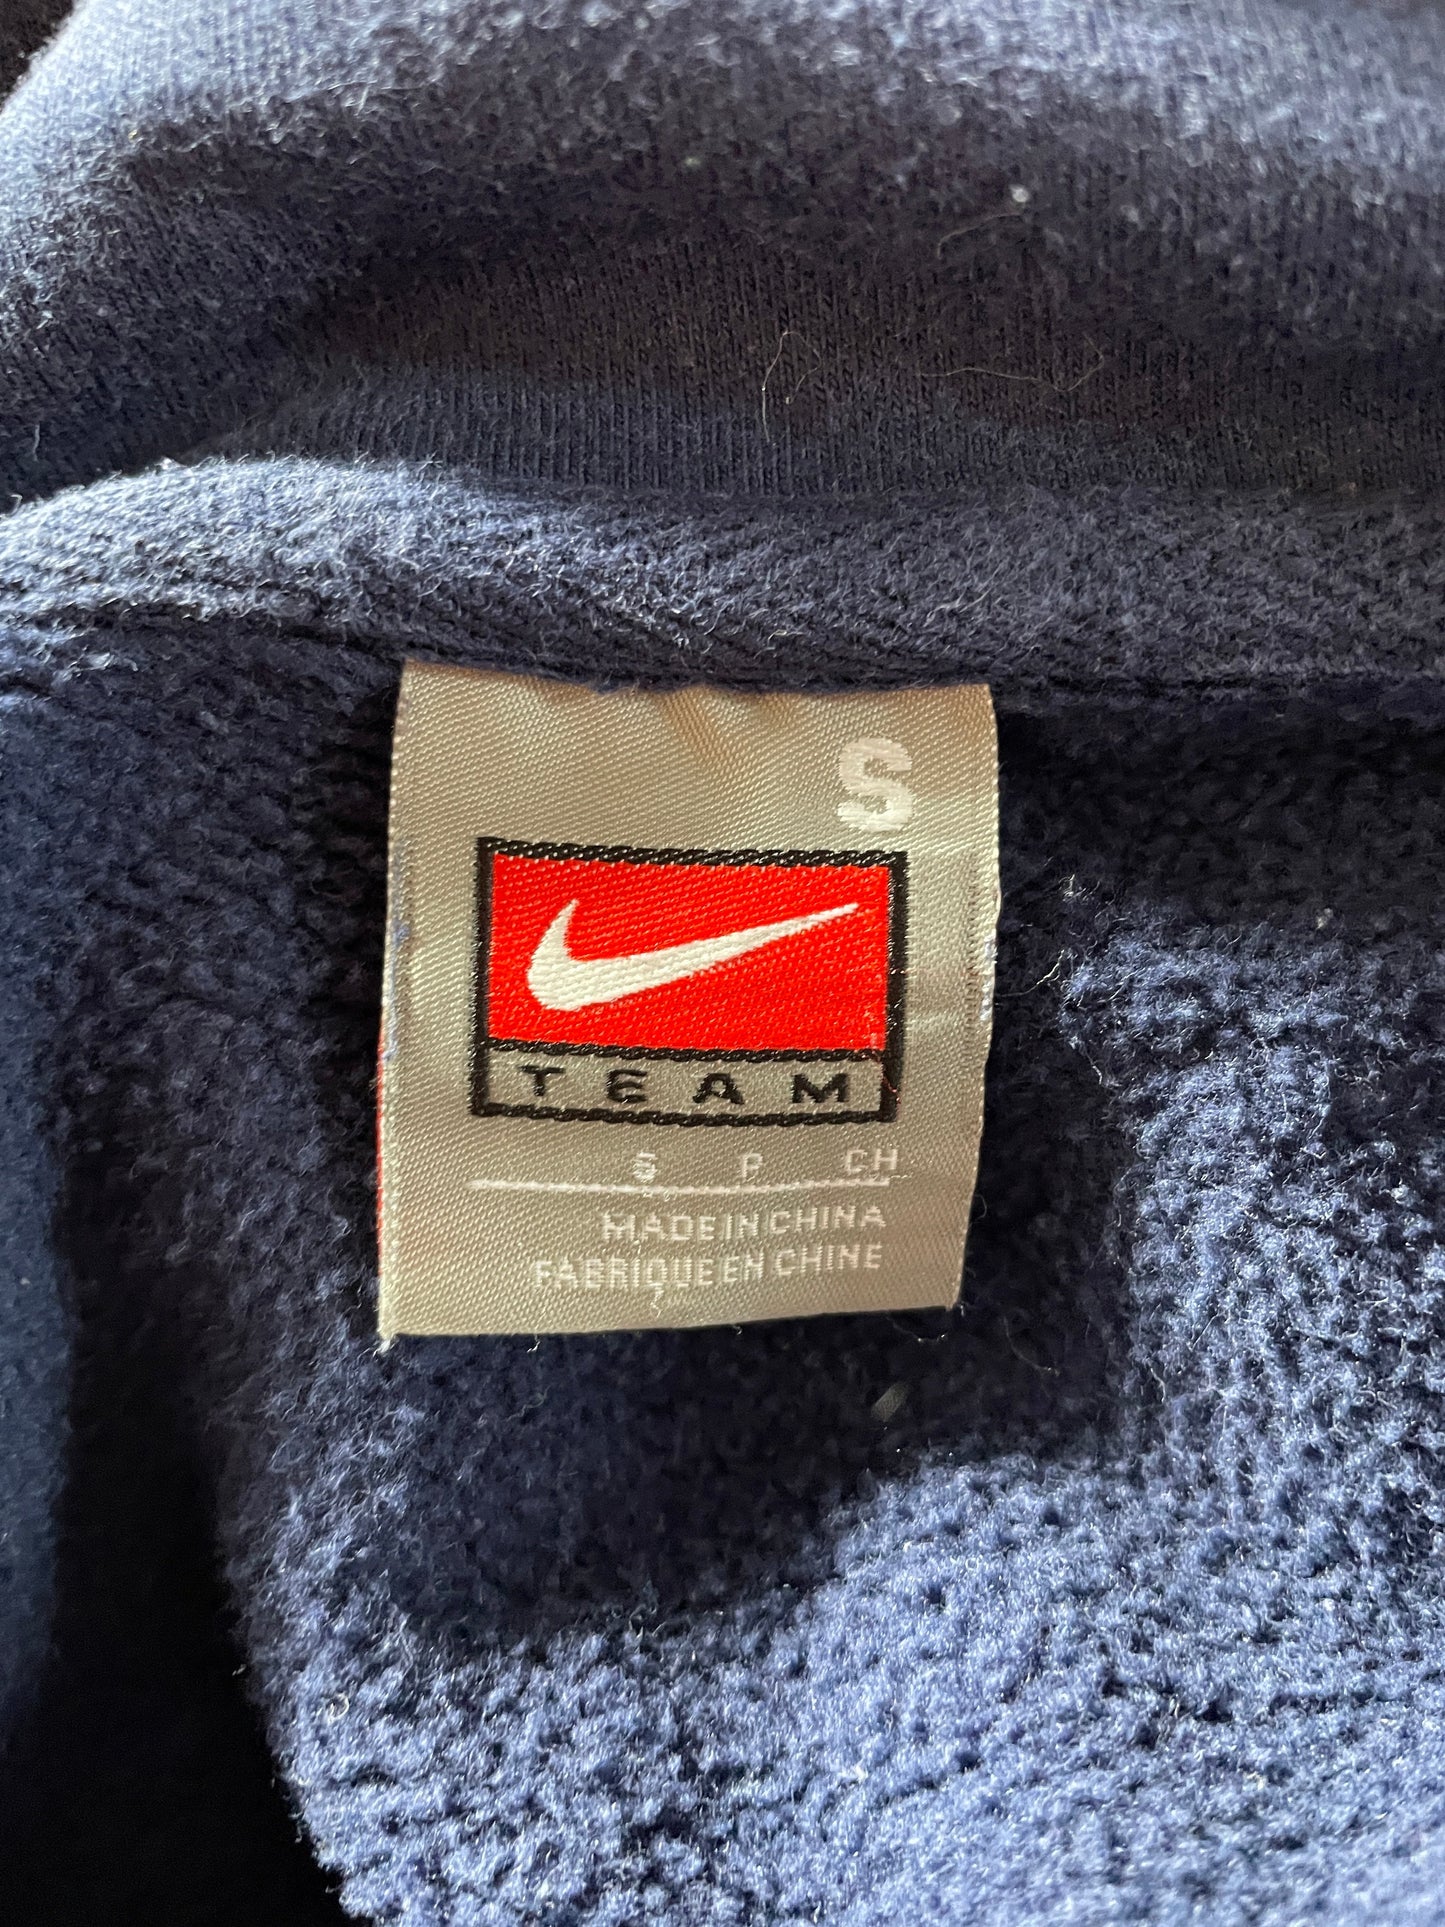 S
TEAM
S P CH
MADE IN CHINA
FABRIQUE EN CHINE